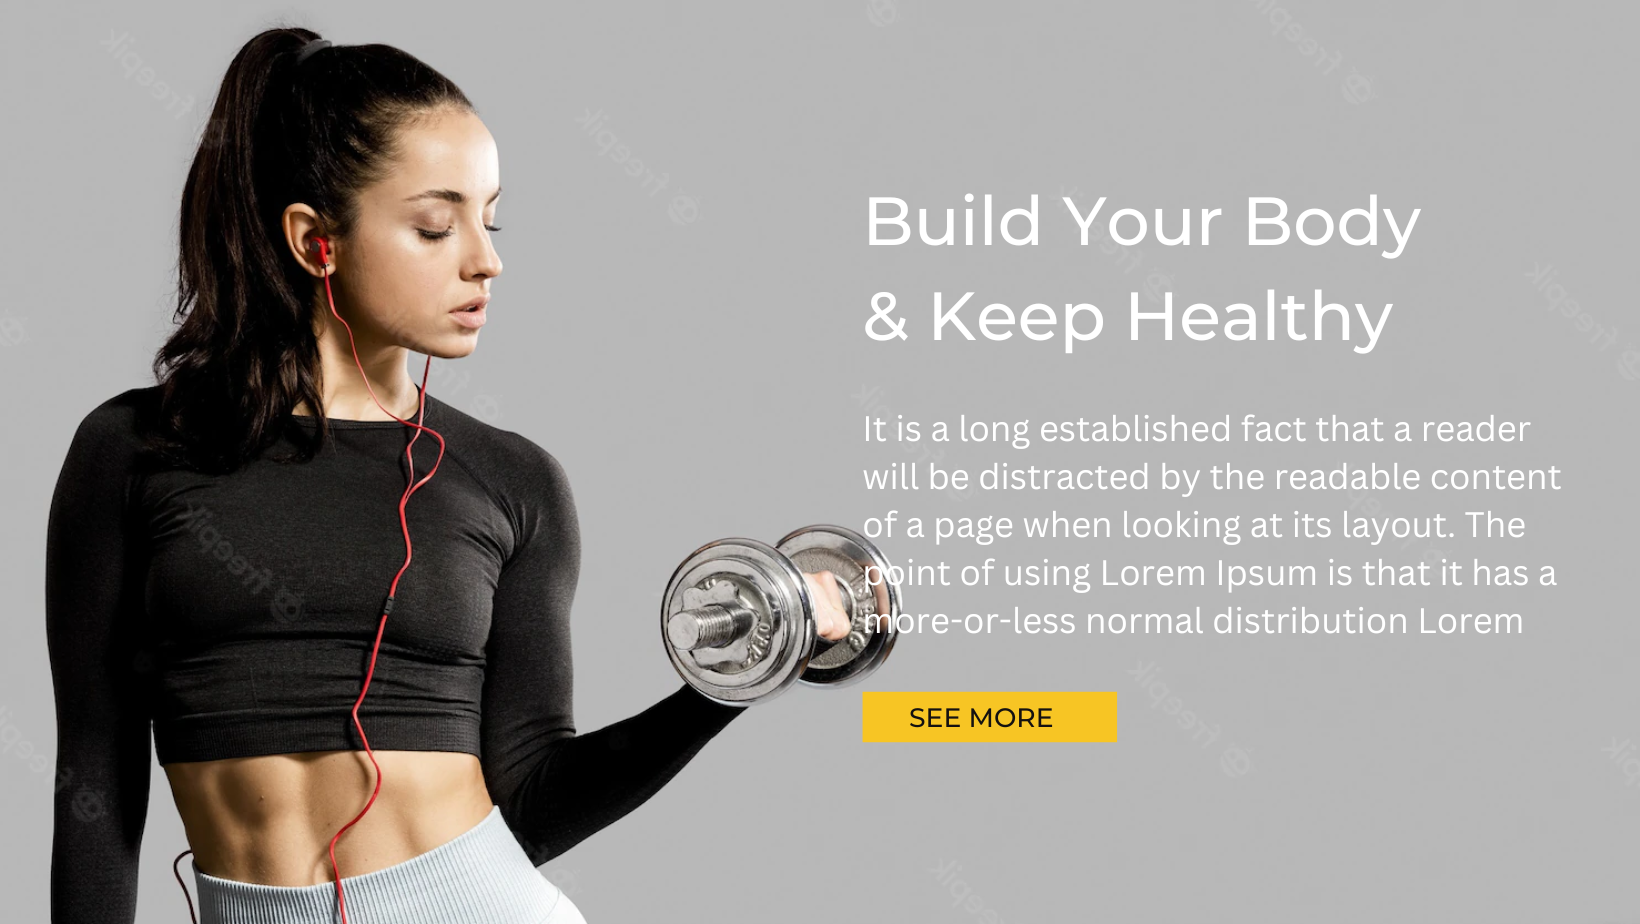 Build Your Body
& Keep Healthy
It is a long established fact that a reader
will be distracted by the readable content
of a page when looking at its layout. The
point of using Lorem Ipsum is that it has a
more-or-less normal distribution Lorem
SEE MORE